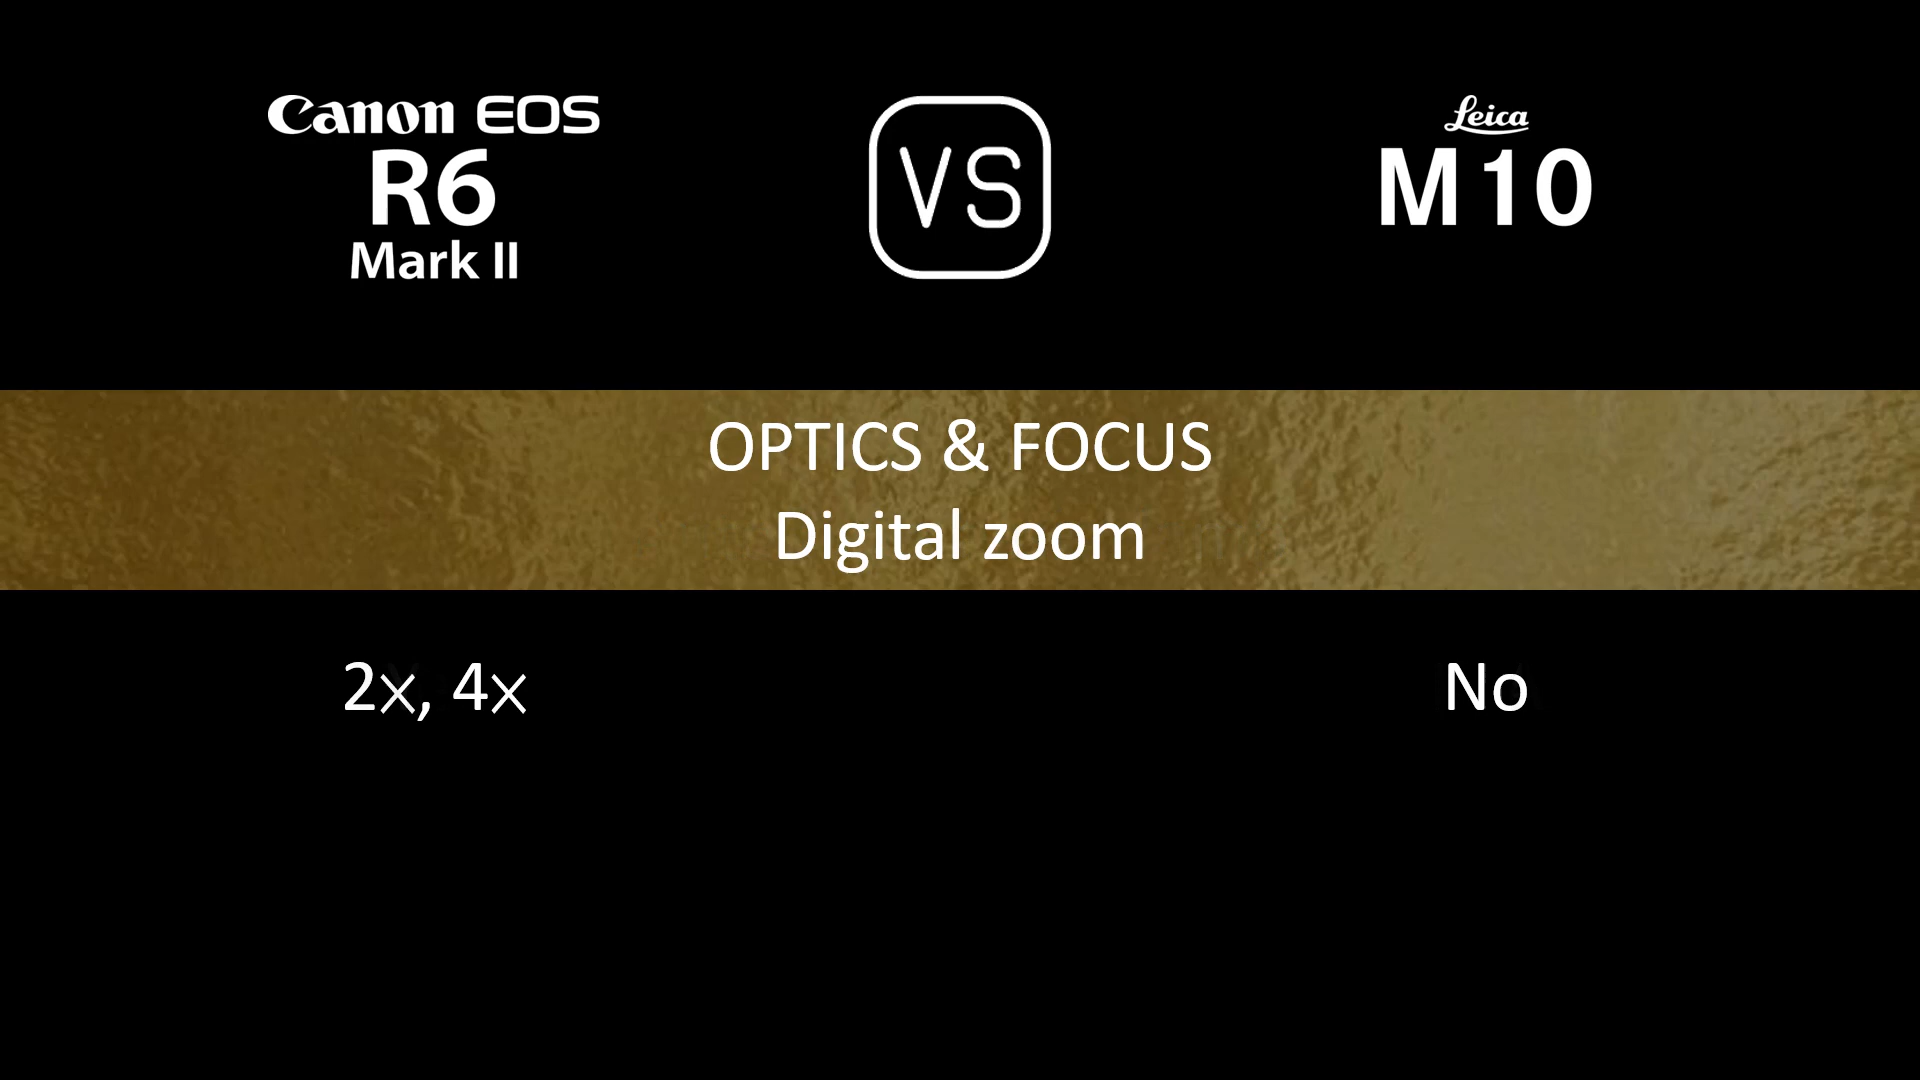 Canon EOS
R6
Mark II
VS
Leica
M10
OPTICS & FOCUS
Digital zoom
2x, 4x
No